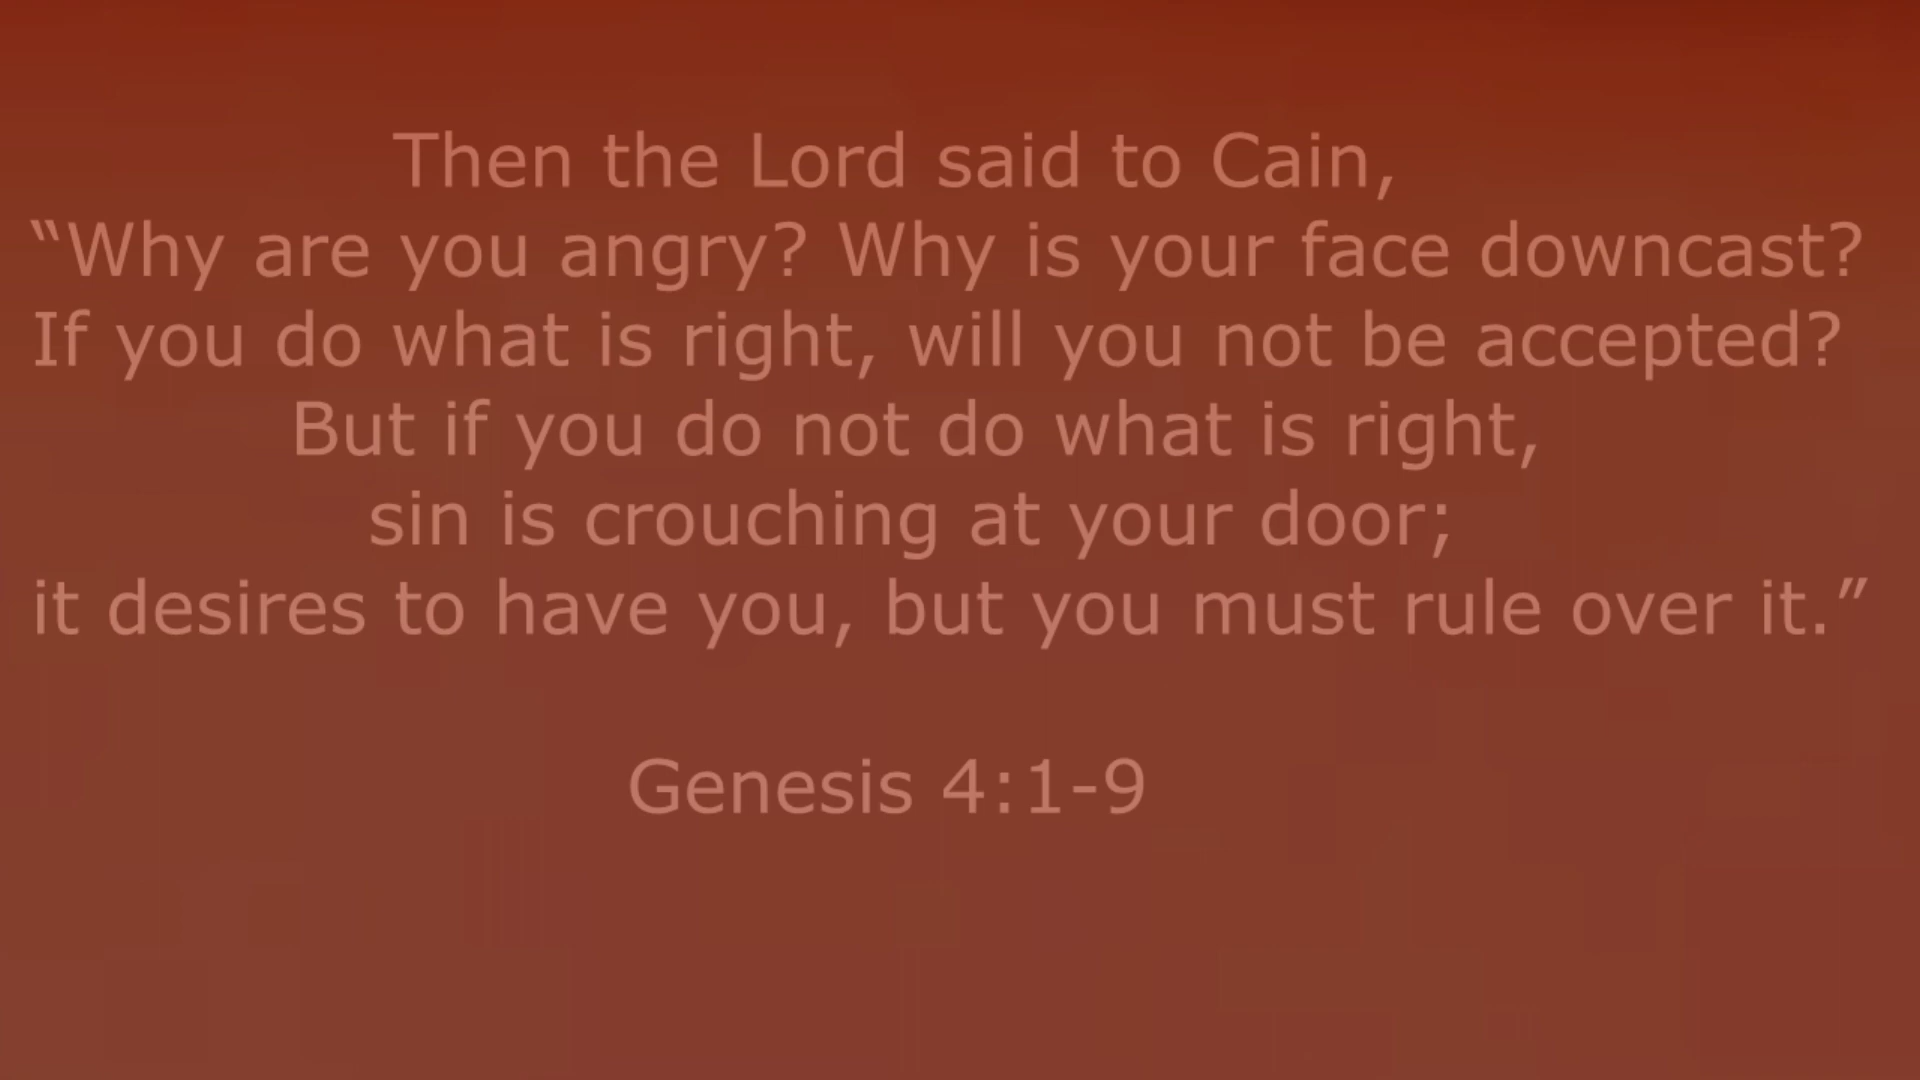 Then the Lord said to Cain,
“Why are you angry? Why is your face downcast?
If you do what is right, will you not be accepted?
But if you do not do what is right,
sin is crouching at your door;
it desires to have you, but you must rule over it.”
Genesis 4:1-9